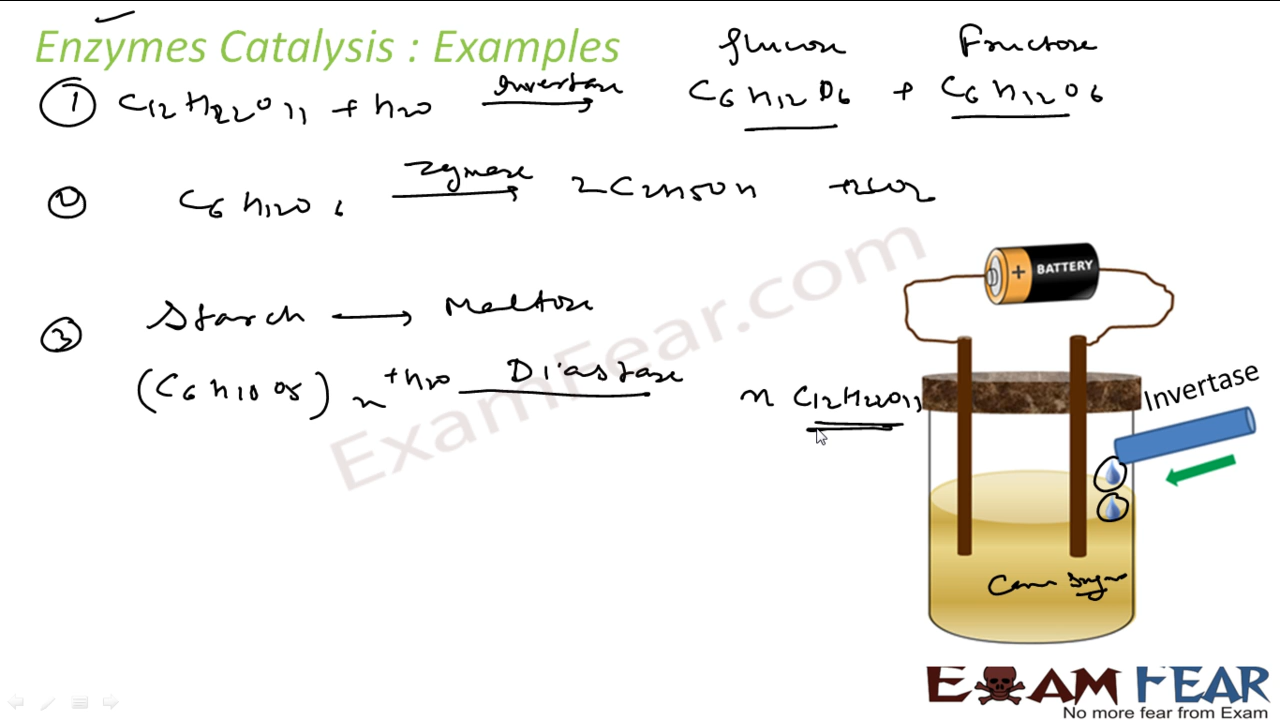 Enzymes Catalysis : Examples
Glucose Fructose
① C12H22O11 + H2O Invertase C6H12O6 + C6H12O6
② C6H12O6 Zymase 2C2H5OH +2CO2
③ Starch → Maltose
(C6H10O5)n +H2O Diastase n C12H22O11
+ BATTERY
Invertase
Cane Sugar
ExamFear.com
EXAM FEAR
No more fear from Exam